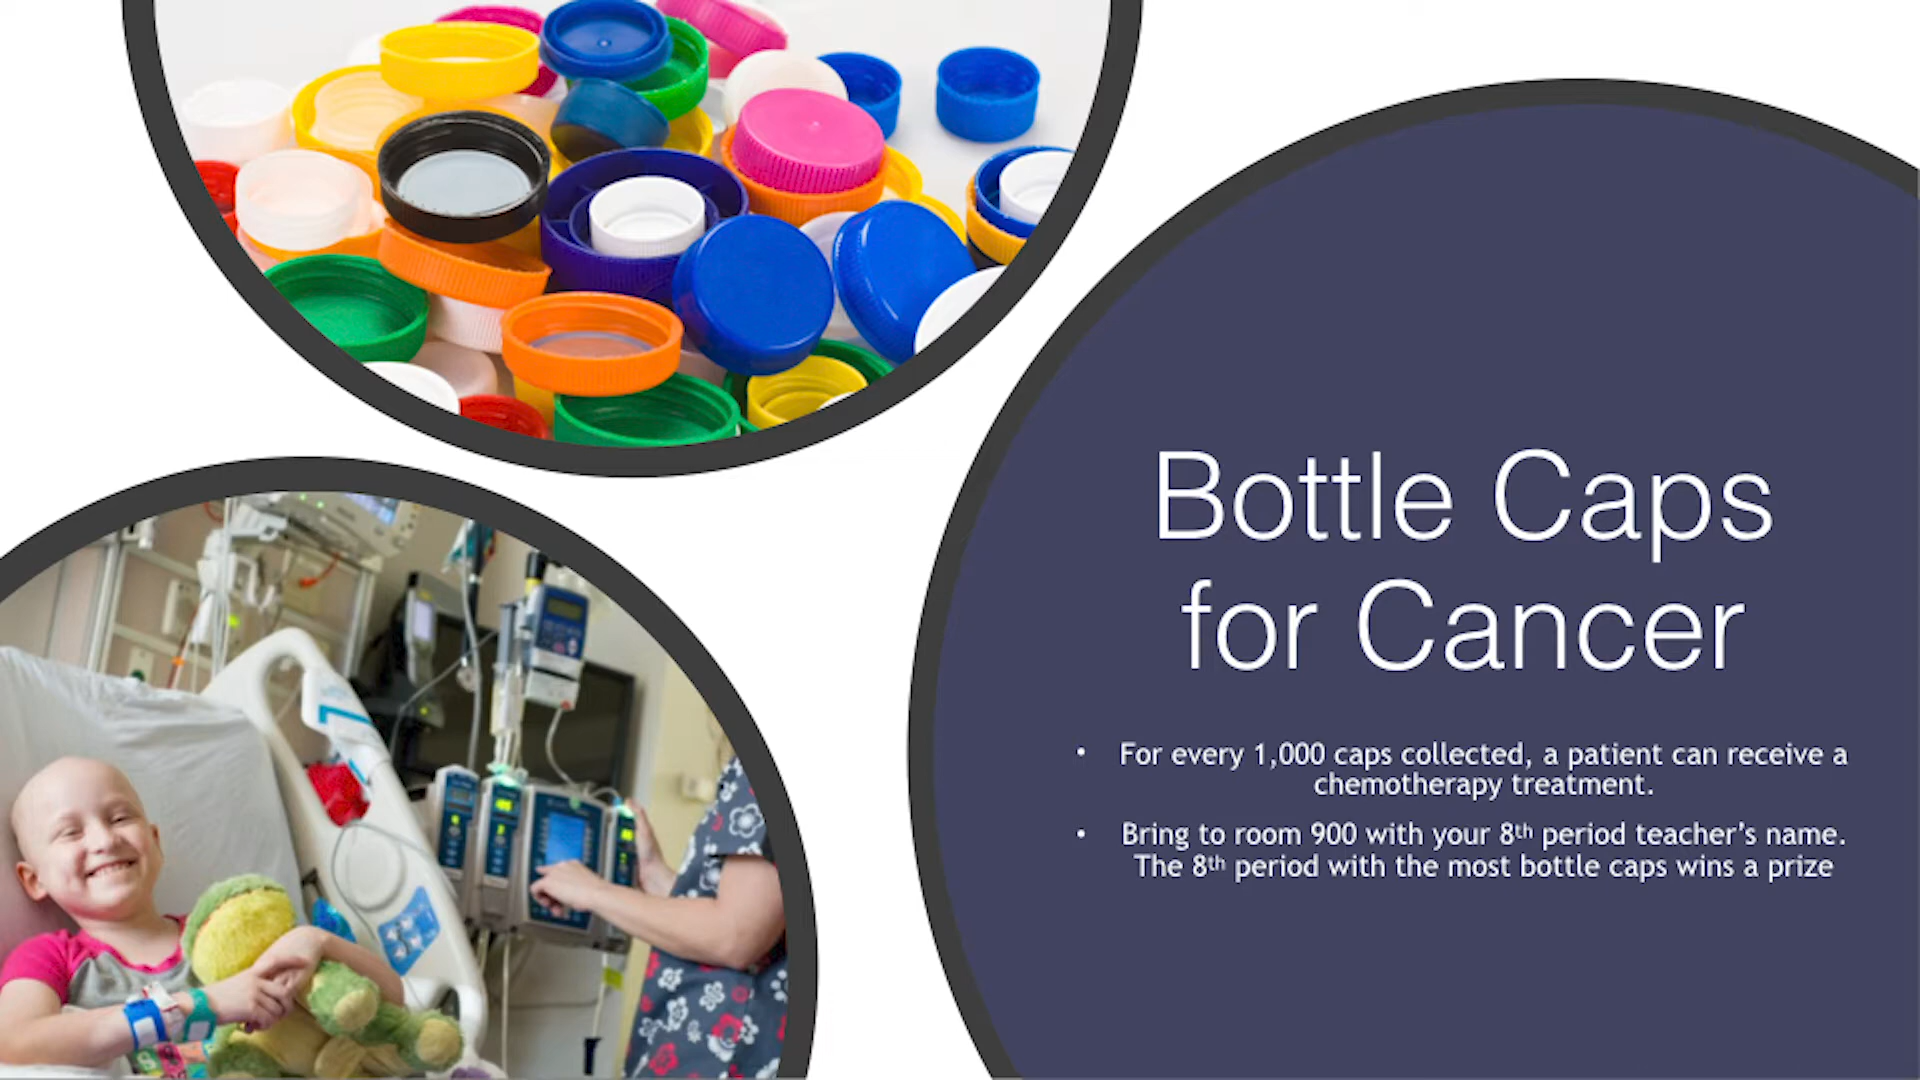 Bottle Caps
for Cancer
• For every 1,000 caps collected, a patient can receive a
chemotherapy treatment.
• Bring to room 900 with your 8th period teacher's name.
The 8th period with the most bottle caps wins a prize